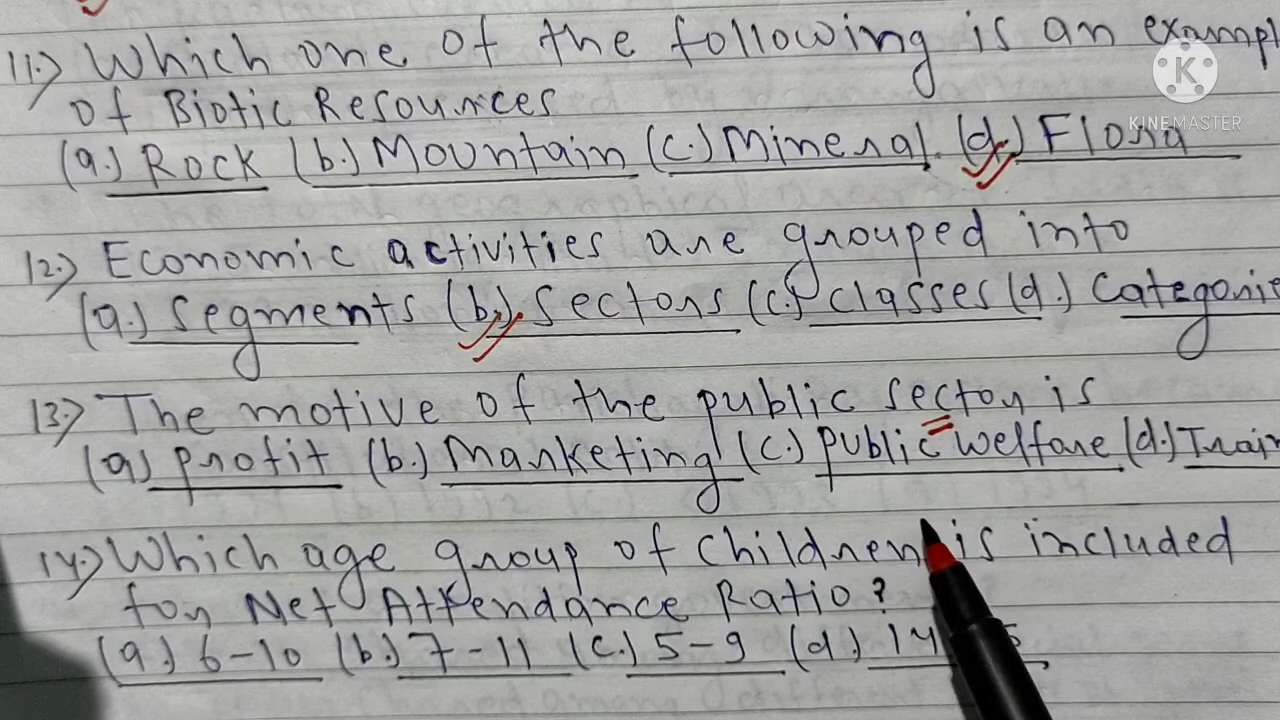 11.) Which one of the following is an exampl
of Biotic Resources
(a.) Rock (b.) Mountain (c.) Mineral (d.) Flora
12.) Economic activities are grouped into
(a.) Segments (b.) Sectors (c.) classes (d.) Categorie
13.) The motive of the public sector is
(a) profit (b.) Marketing (c.) public welfare (d.) Train
14.) Which age group of children is included
for Net Attendance Ratio?
(a.) 6-10 (b.) 7-11 (c.) 5-9 (d.) 14
KINEMASTER